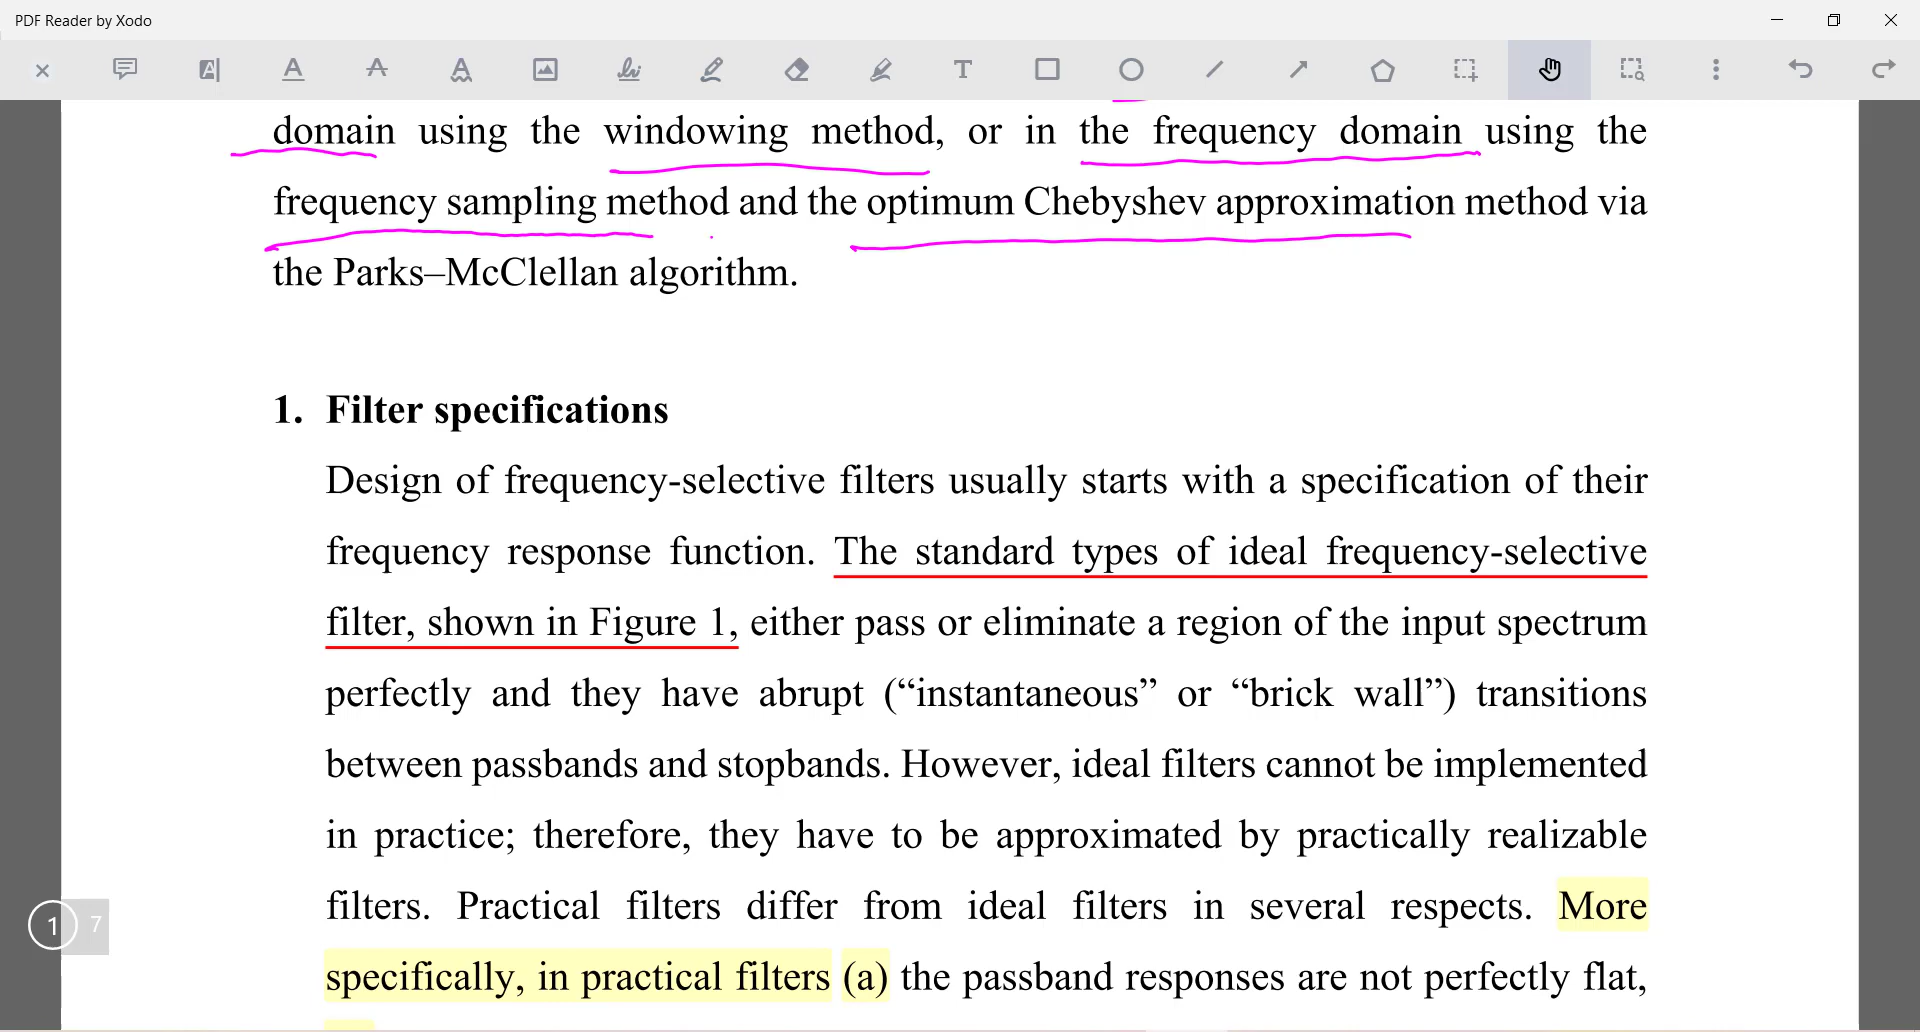 PDF Reader by Xodo
domain using the windowing method, or in the frequency domain using the
frequency sampling method and the optimum Chebyshev approximation method via
the Parks–McClellan algorithm.
1. Filter specifications
Design of frequency-selective filters usually starts with a specification of their
frequency response function. The standard types of ideal frequency-selective
filter, shown in Figure 1, either pass or eliminate a region of the input spectrum
perfectly and they have abrupt (“instantaneous” or “brick wall”) transitions
between passbands and stopbands. However, ideal filters cannot be implemented
in practice; therefore, they have to be approximated by practically realizable
filters. Practical filters differ from ideal filters in several respects. More
specifically, in practical filters (a) the passband responses are not perfectly flat,
1 7